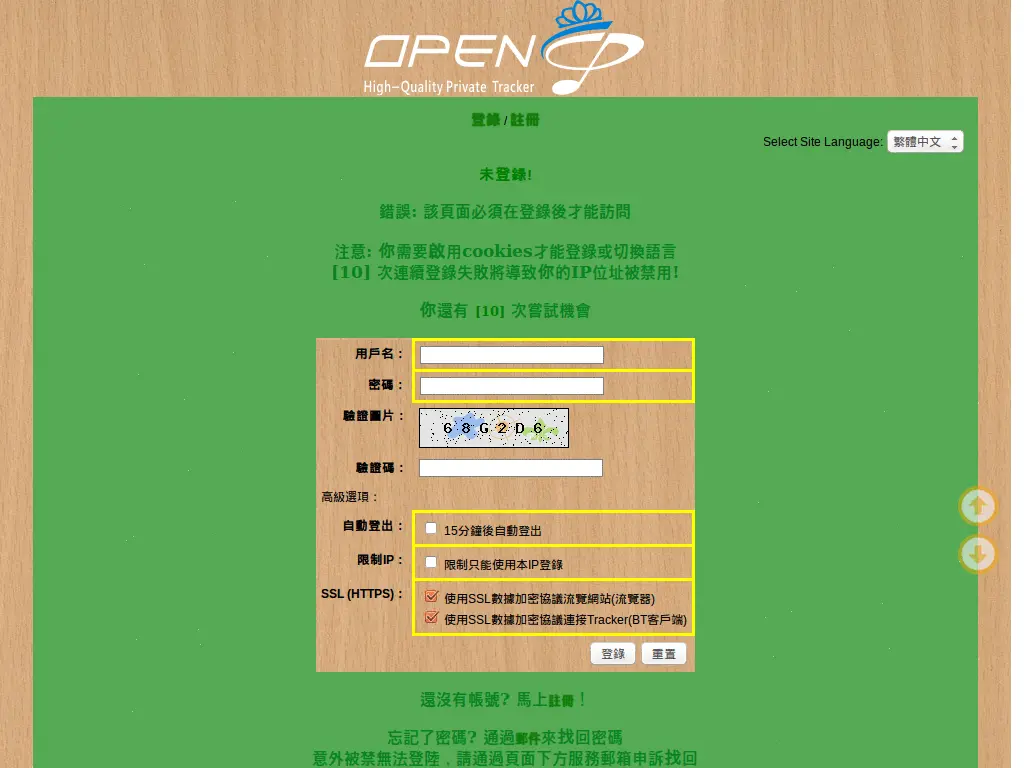 OPEN
High-Quality Private Tracker
登錄 / 註冊
Select Site Language: 繁體中文
未登錄!
錯誤: 該頁面必須在登錄後才能訪問
注意: 你需要啟用cookies才能登錄或切換語言
[10] 次連續登錄失敗將導致你的IP位址被禁用!
你還有 [10] 次嘗試機會
用戶名：
密碼：
驗證圖片： 68G2D6
驗證碼：
高級選項：
自動登出： 15分鐘後自動登出
限制IP： 限制只能使用本IP登錄
SSL (HTTPS)： 使用SSL數據加密協議流覽網站(流覽器)
使用SSL數據加密協議連接Tracker(BT客戶端)
登錄 重置
還沒有帳號? 馬上註冊！
忘記了密碼? 通過郵件來找回密碼
意外被禁無法登陸，請通過頁面下方服務郵箱申訴找回